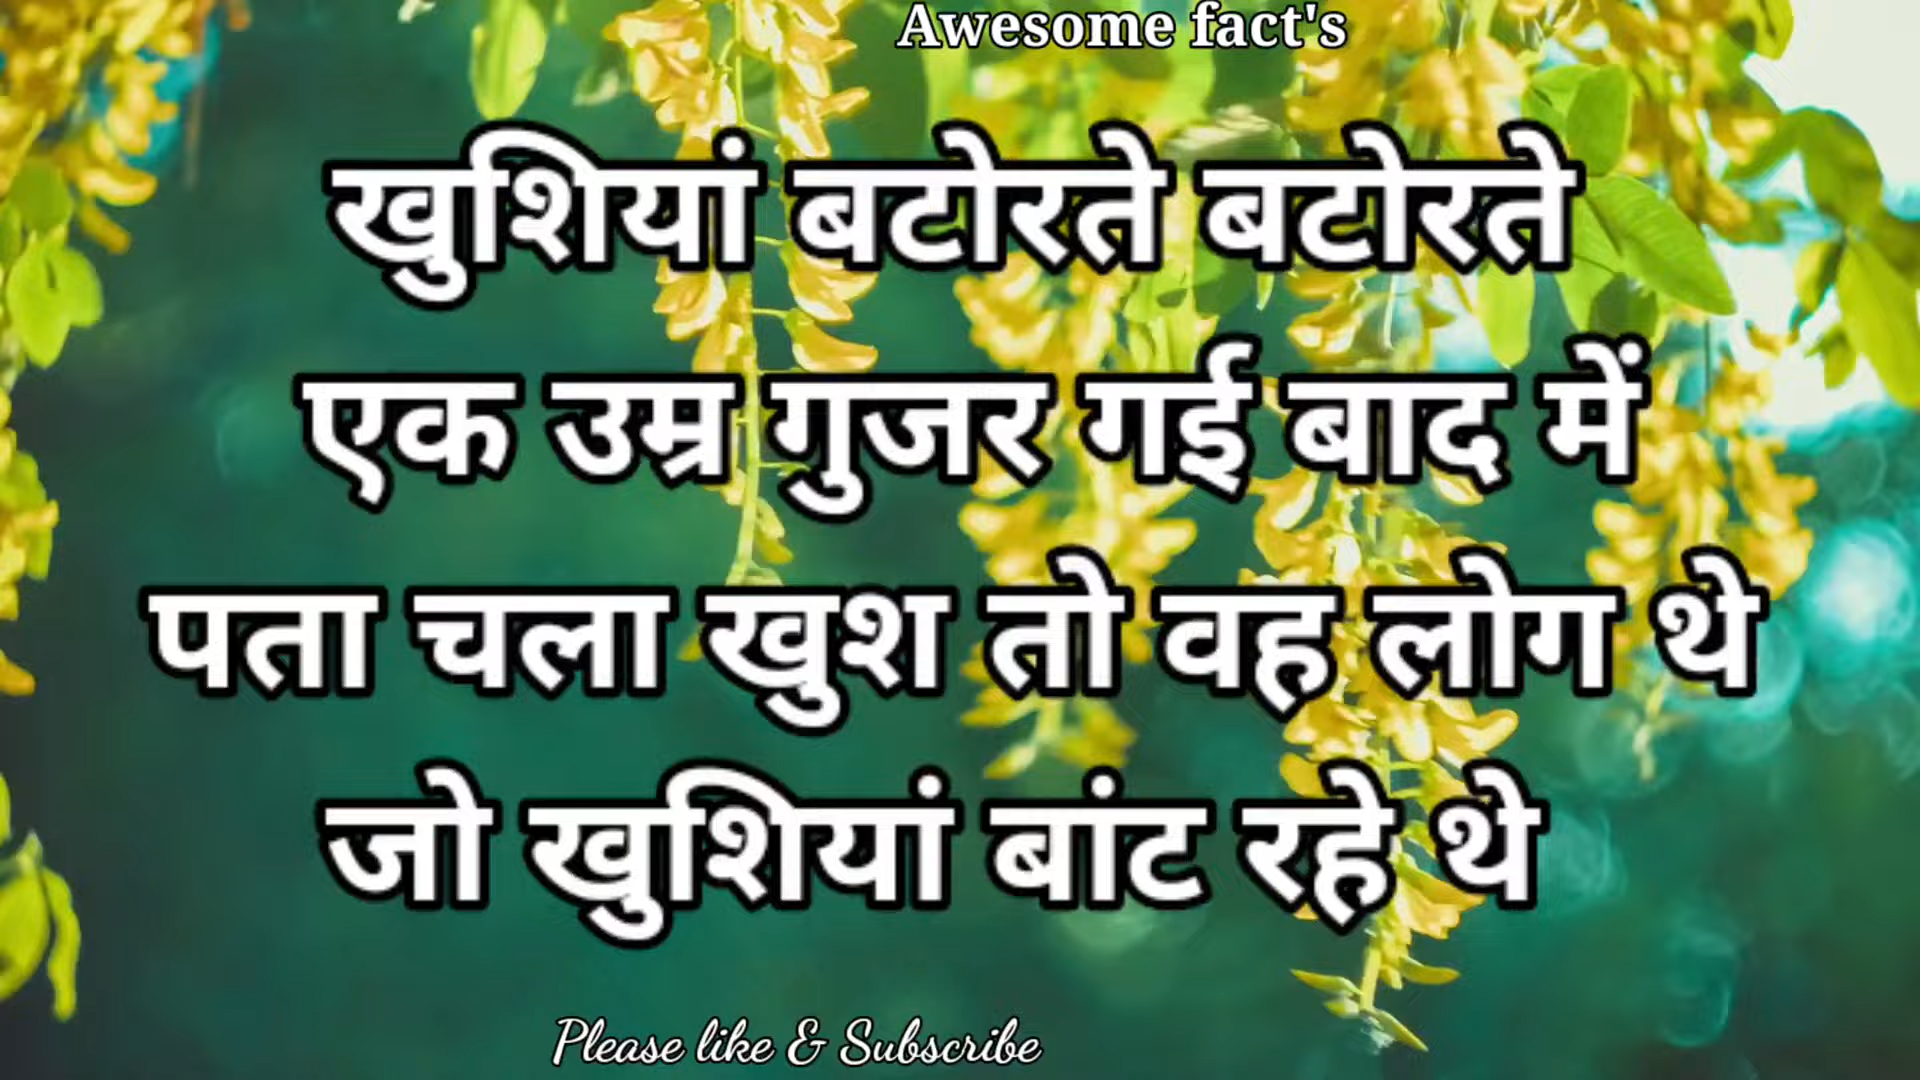 Awesome fact's
खुशियां बटोरते बटोरते
एक उम्र गुजर गई बाद में
पता चला खुश तो वह लोग थे
जो खुशियां बांट रहे थे
Please like & Subscribe